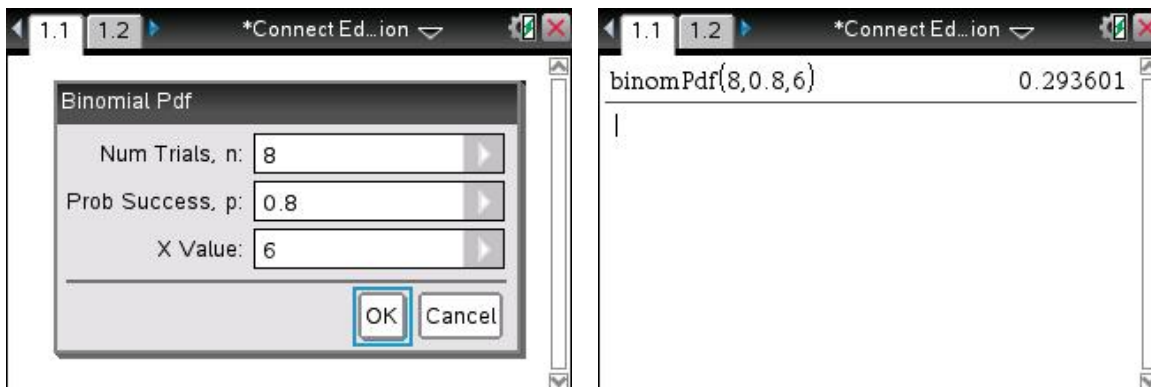 1.1 1.2 *Connect Ed...ion
Binomial Pdf
Num Trials, n: 8
Prob Success, p: 0.8
X Value: 6
OK Cancel
1.1 1.2 *Connect Ed...ion
binomPdf(8,0.8,6) 0.293601